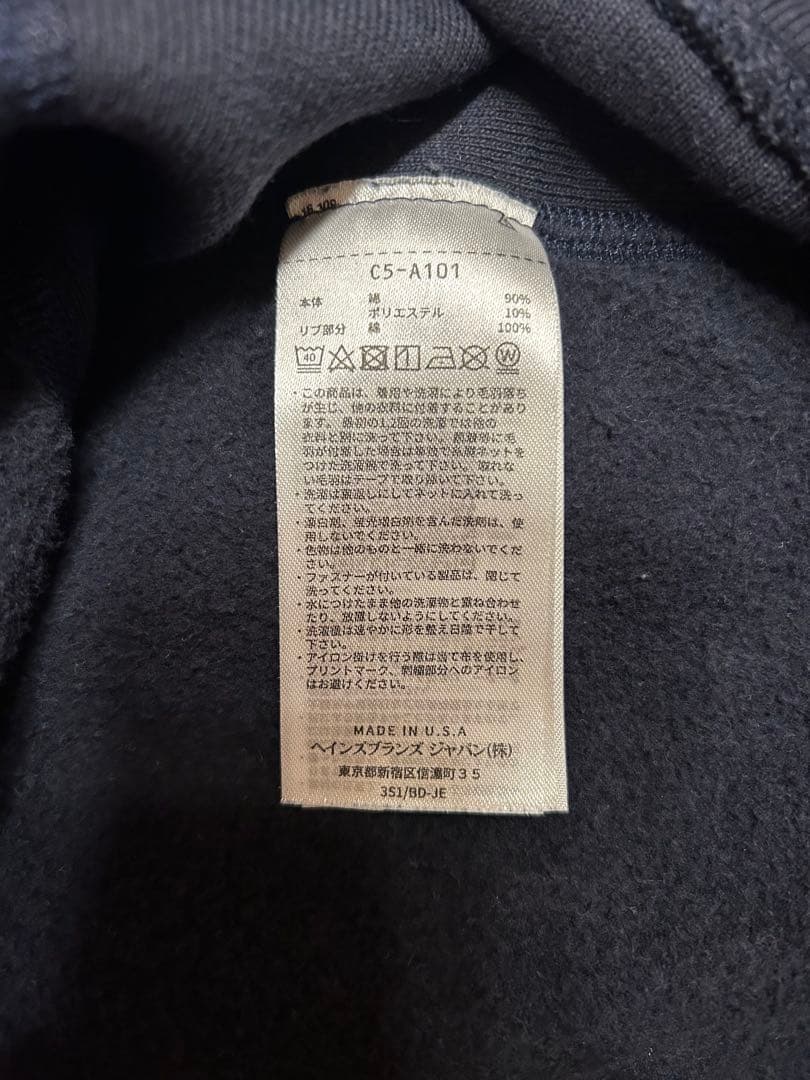 C5-A101
本体 綿 90%
ポリエステル 10%
リブ部分 綿 100%
40 W
・この商品は、着用や洗濯により毛羽落ち
が生じ、他の衣料に付着することがあり
ます。最初の1,2回の洗濯では他の
衣料と別に洗って下さい。
羽が付着した場合は単独で糸屑ネットを
つけた洗濯機で洗って下さい。取れな
い毛羽はテープで取り除いて下さい。
・洗濯は裏返しにしてネットに入れて洗っ
てください。
・漂白剤、蛍光増白剤を含んだ洗剤は、使
用しないでください。
・色物は他のものと一緒に洗わないでくだ
さい。
・ファスナーが付いている製品は、閉じて
洗ってください。
・水につけたまま他の洗濯物と重ね合わせ
たり、放置しないようにしてください。
・洗濯後は速やかに形を整え日陰で干して
下さい。
・アイロン掛けを行う際は当て布を使用し、
プリントマーク、刺繍部分へのアイロン
はお避けください。
MADE IN U.S.A
ヘインズブランズ ジャパン(株)
東京都新宿区信濃町35
3S1/BD-JE